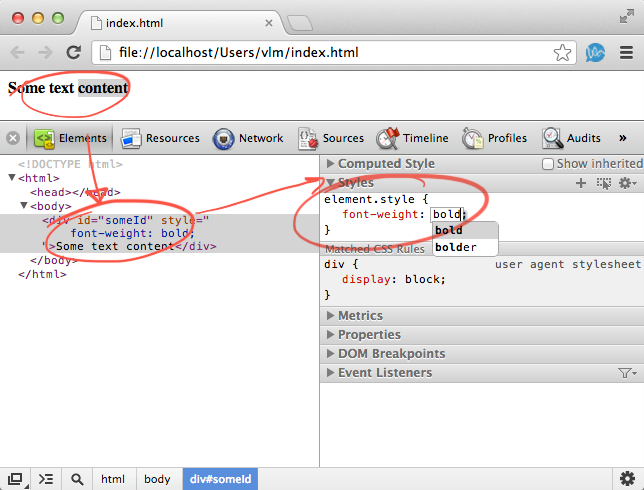 index.html
file://localhost/Users/vlm/index.html
Some text content
Elements Resources Network Sources Timeline Profiles Audits »
<!DOCTYPE html>
▼<html>
<head></head>
▼<body>
<div id="someId" style="
font-weight: bold;
">Some text content</div>
</body>
</html>
▶ Computed Style Show inherited
▼ Styles
element.style {
font-weight: bold;
}
bold
bolder
Matched CSS Rules
div { user agent stylesheet
display: block;
}
▶ Metrics
▶ Properties
▶ DOM Breakpoints
▶ Event Listeners
html body div#someId